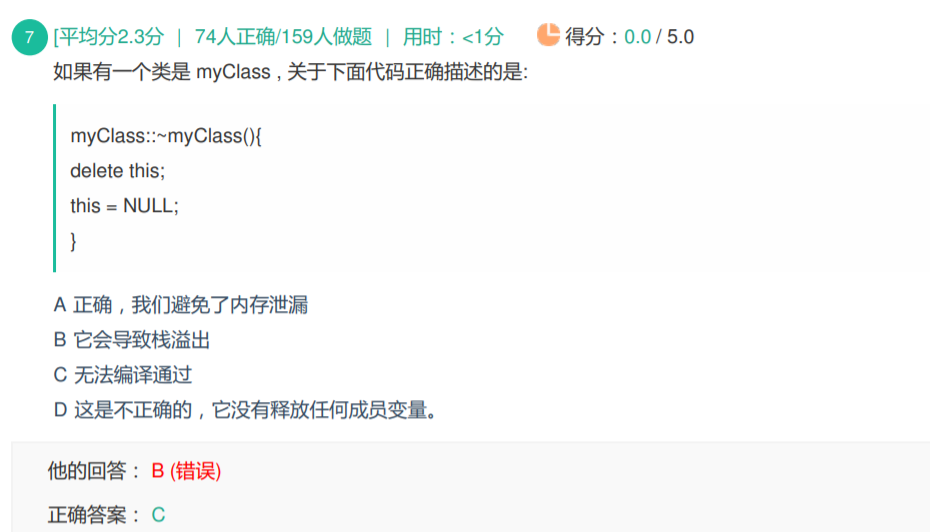 7 [平均分2.3分 | 74人正确/159人做题 | 用时：<1分 得分：0.0 / 5.0
如果有一个类是 myClass , 关于下面代码正确描述的是:
myClass::~myClass(){
delete this;
this = NULL;
}
A 正确，我们避免了内存泄漏
B 它会导致栈溢出
C 无法编译通过
D 这是不正确的，它没有释放任何成员变量。
他的回答： B (错误)
正确答案： C